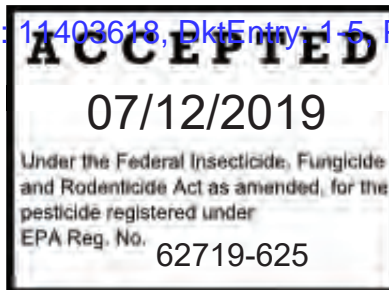 : 11403618, DktEntry: 1-5,
ACCEPTED
07/12/2019
Under the Federal Insecticide, Fungicide
and Rodenticide Act as amended, for the
pesticide registered under
EPA Reg. No. 62719-625